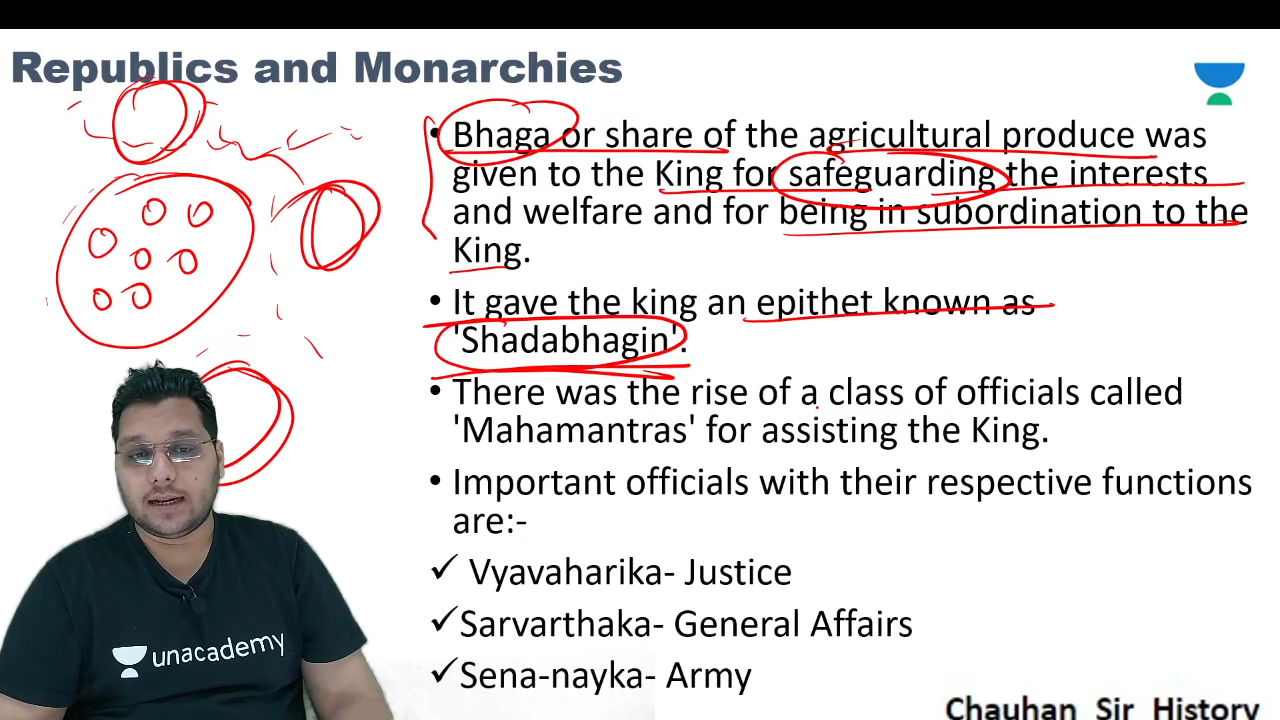 Republics and Monarchies
• Bhaga or share of the agricultural produce was
given to the King for safeguarding the interests
and welfare and for being in subordination to the
King.
• It gave the king an epithet known as
'Shadabhagin'.
• There was the rise of a class of officials called
'Mahamantras' for assisting the King.
• Important officials with their respective functions
are:-
✓ Vyavaharika- Justice
✓Sarvarthaka- General Affairs
✓Sena-nayka- Army
unacademy
Chauhan Sir History